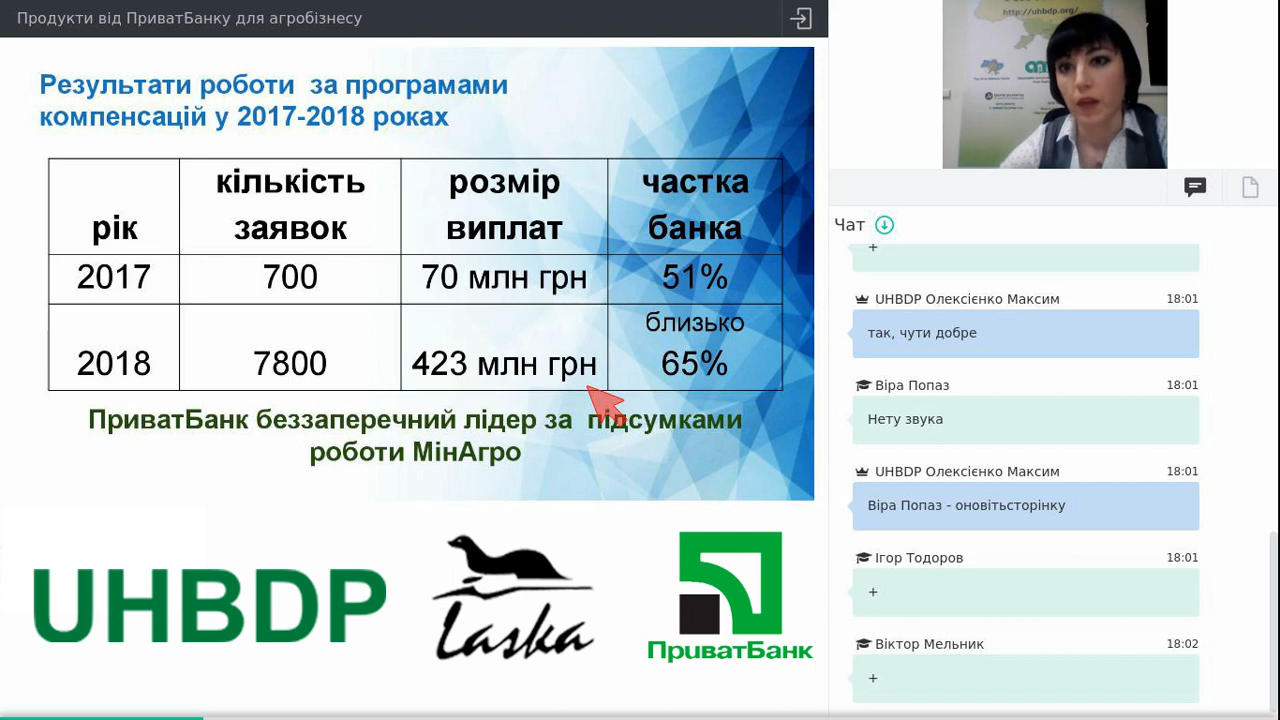 Продукти від ПриватБанку для агробізнесу
Результати роботи за програмами
компенсацій у 2017-2018 роках
рік
кількість
заявок
розмір
виплат
частка
банка
2017
700
70 млн грн
51%
2018
7800
423 млн грн
близько
65%
ПриватБанк беззаперечний лідер за підсумками
роботи МінАгро
UHBDP
Laska
ПриватБанк
http://uhbdp.org/
Чат
+
UHBDP Олексієнко Максим
18:01
так, чути добре
Віра Попаз
18:01
Нету звука
UHBDP Олексієнко Максим
18:01
Віра Попаз - оновітьсторінку
Ігор Тодоров
18:01
+
Віктор Мельник
18:02
+